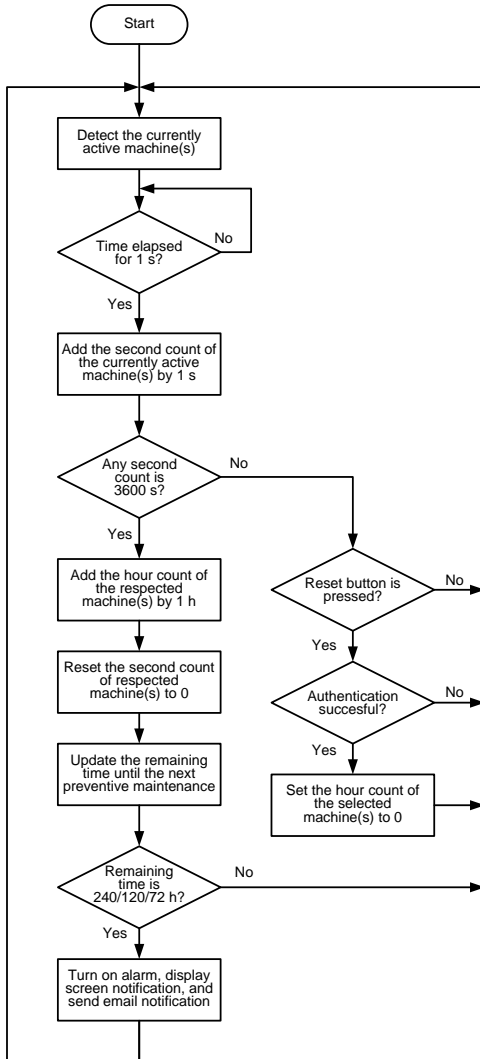 Start
Detect the currently
active machine(s)
Time elapsed
for 1 s?
No
Yes
Add the second count of
the currently active
machine(s) by 1 s
Any second
count is
3600 s?
No
Yes
Add the hour count of
the respected
machine(s) by 1 h
Reset button is
pressed?
No
Yes
Reset the second count
of respected
machine(s) to 0
Authentication
succesful?
No
Yes
Update the remaining
time until the next
preventive maintenance
Set the hour count of
the selected
machine(s) to 0
Remaining
time is
240/120/72 h?
No
Yes
Turn on alarm, display
screen notification, and
send email notification